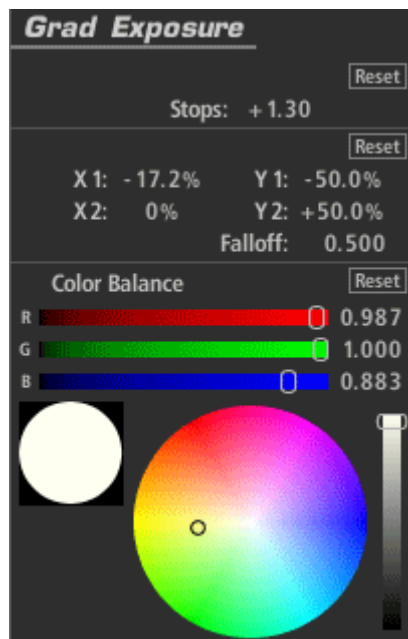 Grad Exposure
Reset
Stops: +1.30
Reset
X 1: -17.2% Y 1: -50.0%
X 2: 0% Y 2: +50.0%
Falloff: 0.500
Color Balance Reset
R 0.987
G 1.000
B 0.883